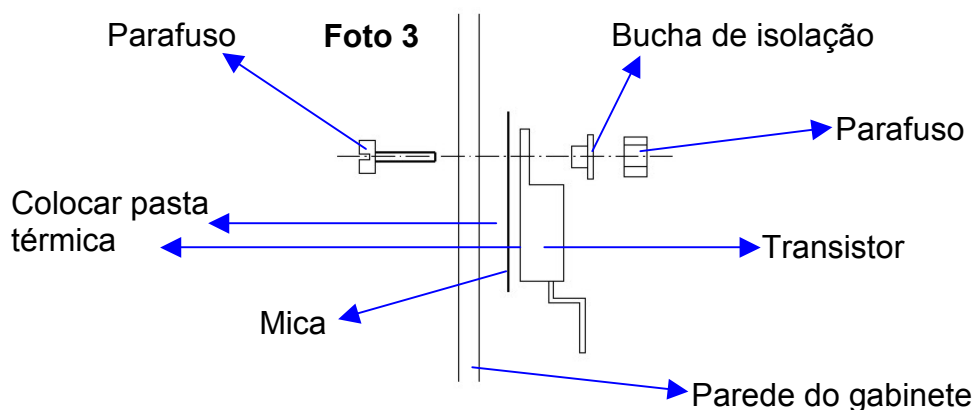 Parafuso
Foto 3
Bucha de isolação
Parafuso
Colocar pasta
térmica
Transistor
Mica
Parede do gabinete